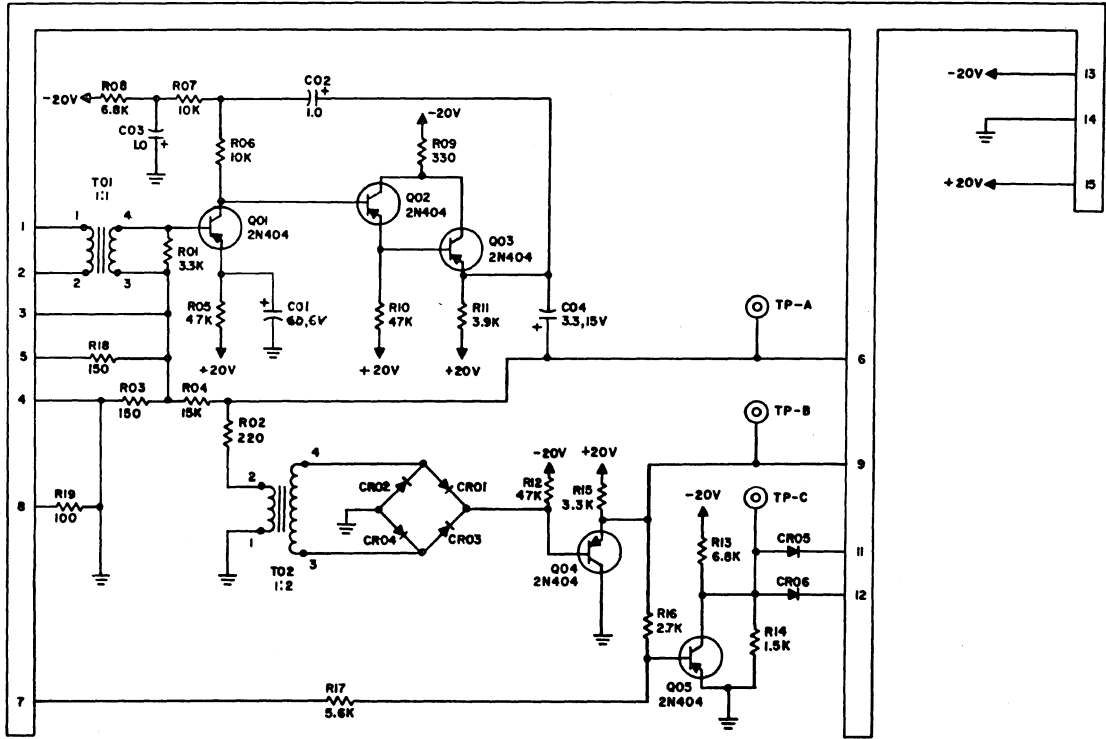 -20V
R08
6.8K
R07
10K
C02
+
1.0
C03
1.0
+
R06
10K
-20V
R09
330
T01
1:1
1
4
2
3
R01
3.3K
Q01
2N404
Q02
2N404
Q03
2N404
R05
47K
+
C01
60,6V
R10
47K
R11
3.9K
C04
3.3,15V
+
+20V
+20V
+20V
TP-A
1
2
3
5
4
8
7
R18
150
R03
150
R04
15K
R02
220
R19
100
2
1
4
3
T02
1:2
CR02
CR01
CR04
CR03
-20V
+20V
R12
47K
R15
3.3K
Q04
2N404
TP-B
-20V
TP-C
R13
6.8K
CR05
CR06
R16
2.7K
R14
1.5K
Q05
2N404
R17
5.6K
6
9
11
12
-20V
13
14
+20V
15